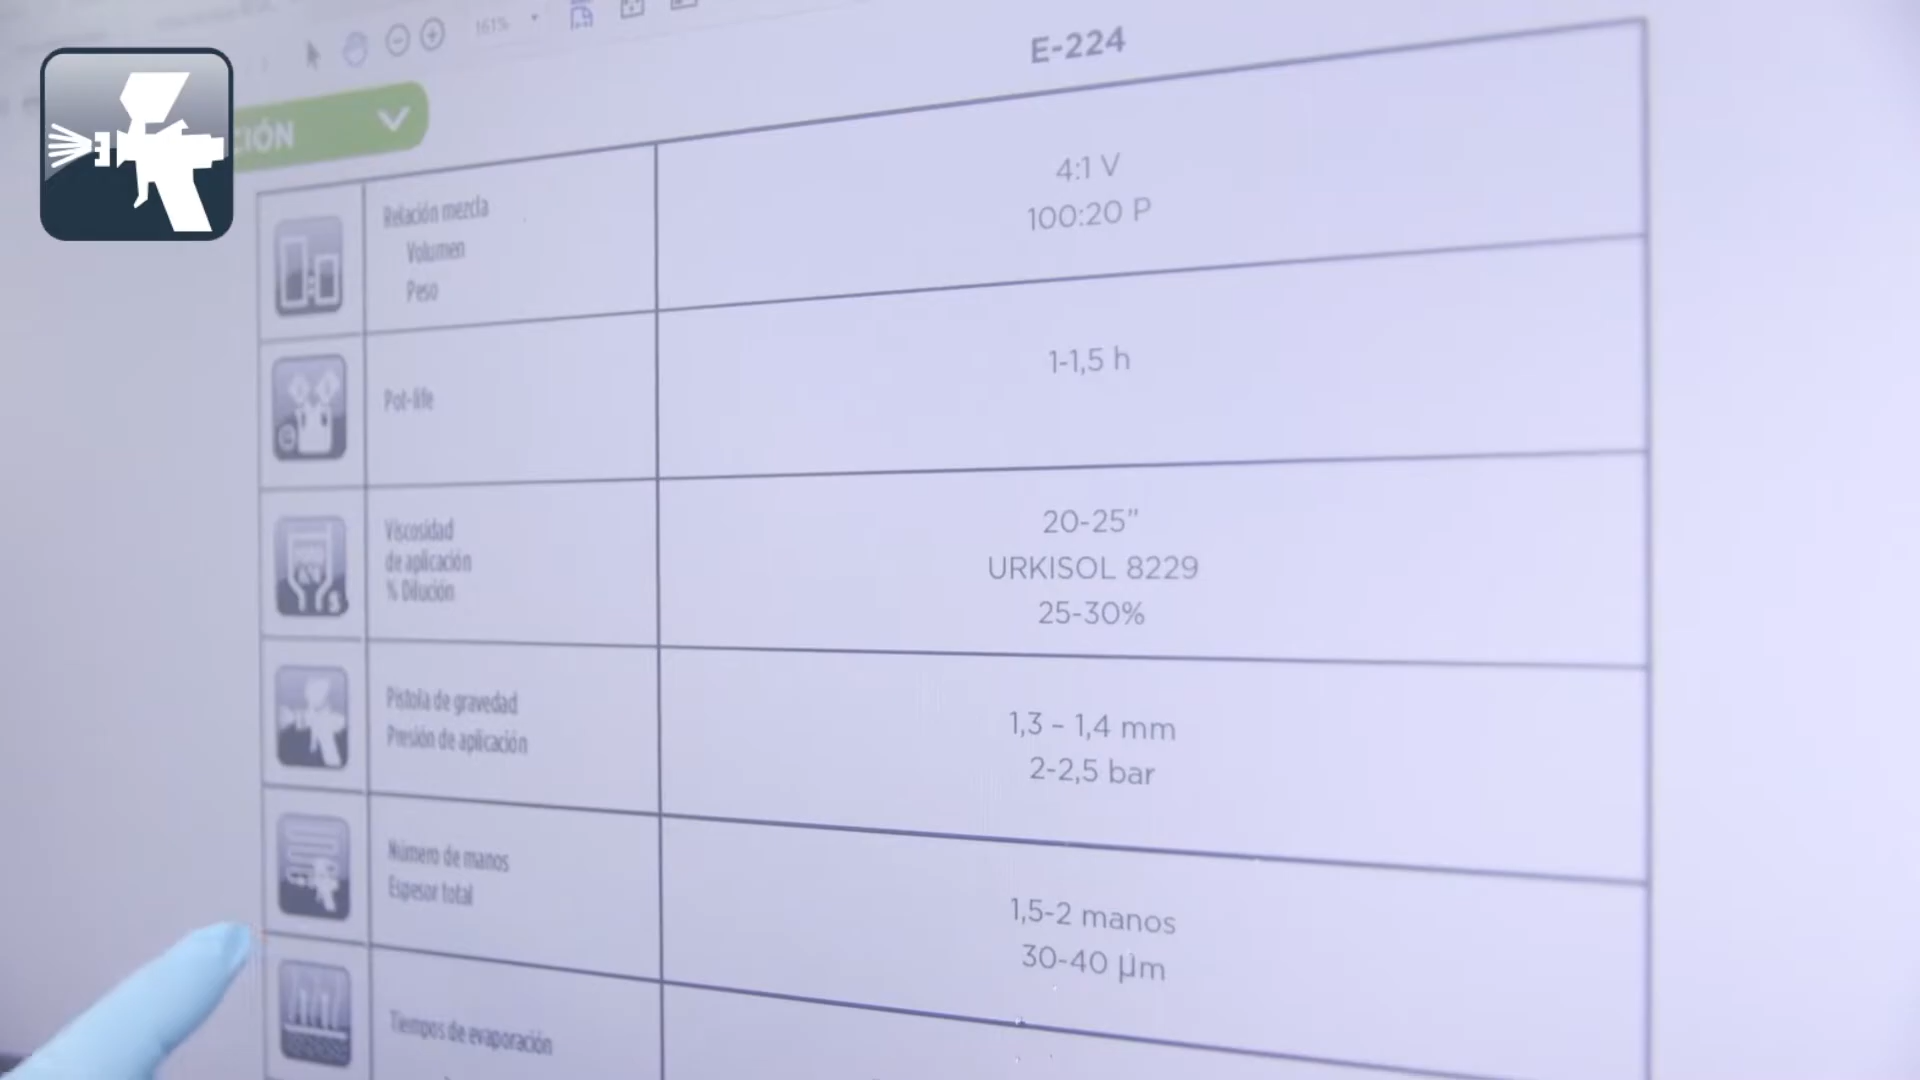 161%
E-224
CIÓN
Relación mezcla
Volumen
Peso
4:1 V
100:20 P
Pot-life
1-1,5 h
Viscosidad
de aplicación
% Dilución
20-25”
URKISOL 8229
25-30%
Pistola de gravedad
Presión de aplicación
1,3 – 1,4 mm
2-2,5 bar
Número de manos
Espesor total
1,5-2 manos
30-40 µm
Tiempos de evaporación